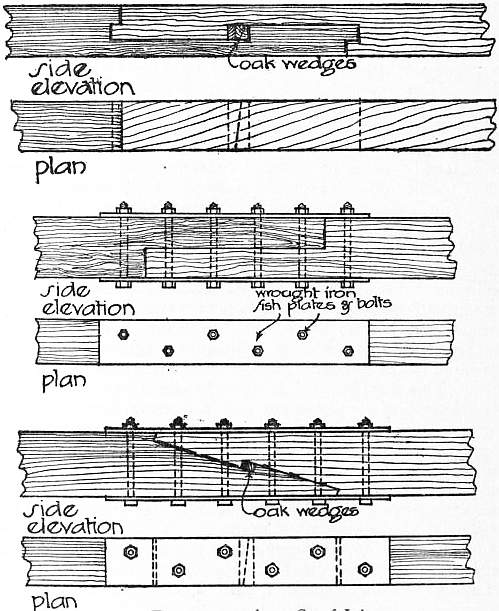 oak wedges
side
elevation
plan
side
elevation
wrought iron
fish plates & bolts
plan
side
elevation
oak wedges
plan